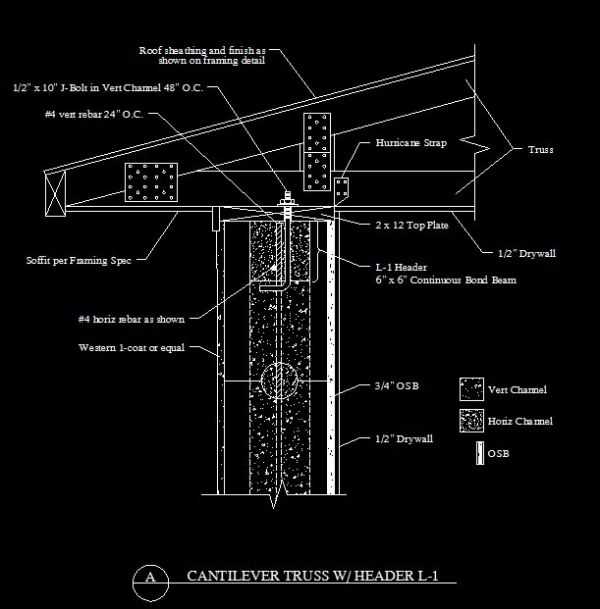 Roof sheathing and finish as
shown on framing detail
1/2" x 10" J-Bolt in Vert Channel 48" O.C.
#4 vert rebar 24" O.C.
Hurricane Strap
Truss
2 x 12 Top Plate
1/2" Drywall
Soffit per Framing Spec
L-1 Header
6" x 6" Continuous Bond Beam
#4 horiz rebar as shown
Western 1-coat or equal
3/4" OSB
Vert Channel
Horiz Channel
1/2" Drywall
OSB
A CANTILEVER TRUSS W/ HEADER L-1